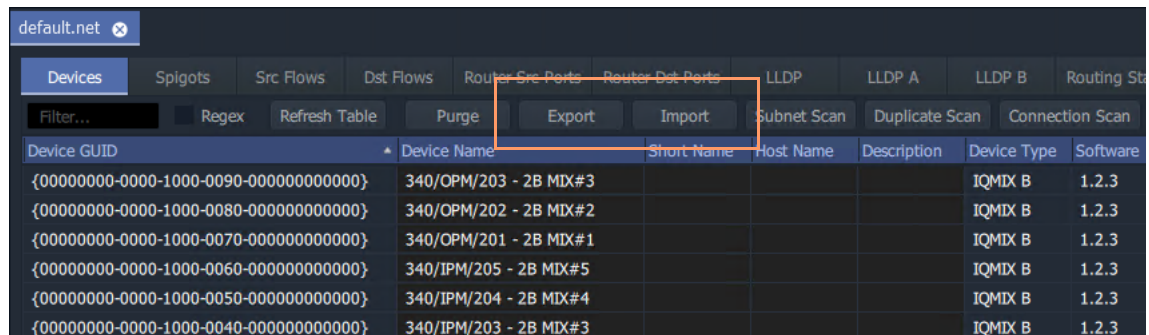 default.net
Devices Spigots Src Flows Dst Flows Router Src Ports Router Dst Ports LLDP LLDP A LLDP B Routing Sta
Filter... Regex Refresh Table Purge Export Import Subnet Scan Duplicate Scan Connection Scan
Device GUID Device Name Short Name Host Name Description Device Type Software
{00000000-0000-1000-0090-000000000000} 340/OPM/203 - 2B MIX#3 IQMIX B 1.2.3
{00000000-0000-1000-0080-000000000000} 340/OPM/202 - 2B MIX#2 IQMIX B 1.2.3
{00000000-0000-1000-0070-000000000000} 340/OPM/201 - 2B MIX#1 IQMIX B 1.2.3
{00000000-0000-1000-0060-000000000000} 340/IPM/205 - 2B MIX#5 IQMIX B 1.2.3
{00000000-0000-1000-0050-000000000000} 340/IPM/204 - 2B MIX#4 IQMIX B 1.2.3
{00000000-0000-1000-0040-000000000000} 340/IPM/203 - 2B MIX#3 IQMIX B 1.2.3